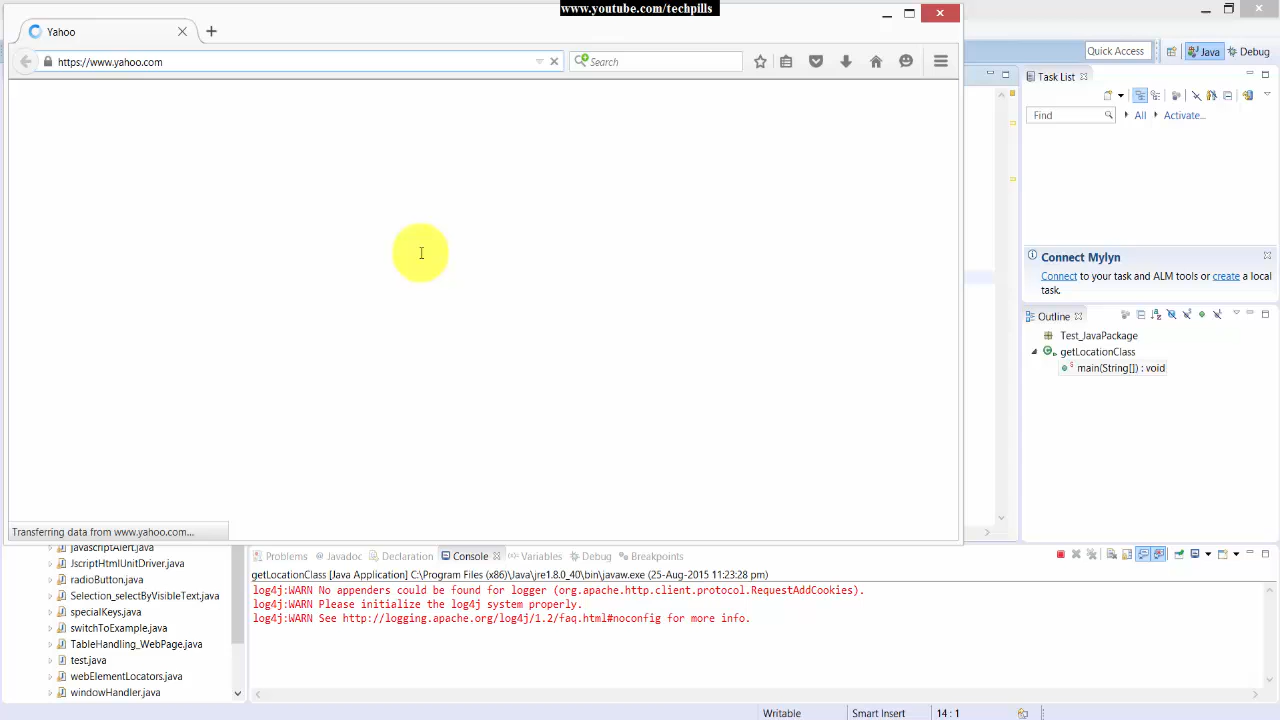 www.youtube.com/techpills
Yahoo
https://www.yahoo.com
Search
Quick Access
Java
Debug
Task List
Find
All
Activate...
Connect Mylyn
Connect to your task and ALM tools or create a local
task.
Outline
Test_JavaPackage
getLocationClass
main(String[]) : void
Transferring data from www.yahoo.com...
javascriptAlert.java
JscriptHtmlUnitDriver.java
radioButton.java
Selection_selectByVisibleText.java
specialKeys.java
switchToExample.java
TableHandling_WebPage.java
test.java
webElementLocators.java
windowHandler.java
Problems
Javadoc
Declaration
Console
Variables
Debug
Breakpoints
getLocationClass [Java Application] C:\Program Files (x86)\Java\jre1.8.0_40\bin\javaw.exe (25-Aug-2015 11:23:28 pm)
log4j:WARN No appenders could be found for logger (org.apache.http.client.protocol.RequestAddCookies).
log4j:WARN Please initialize the log4j system properly.
log4j:WARN See http://logging.apache.org/log4j/1.2/faq.html#noconfig for more info.
Writable
Smart Insert
14 : 1